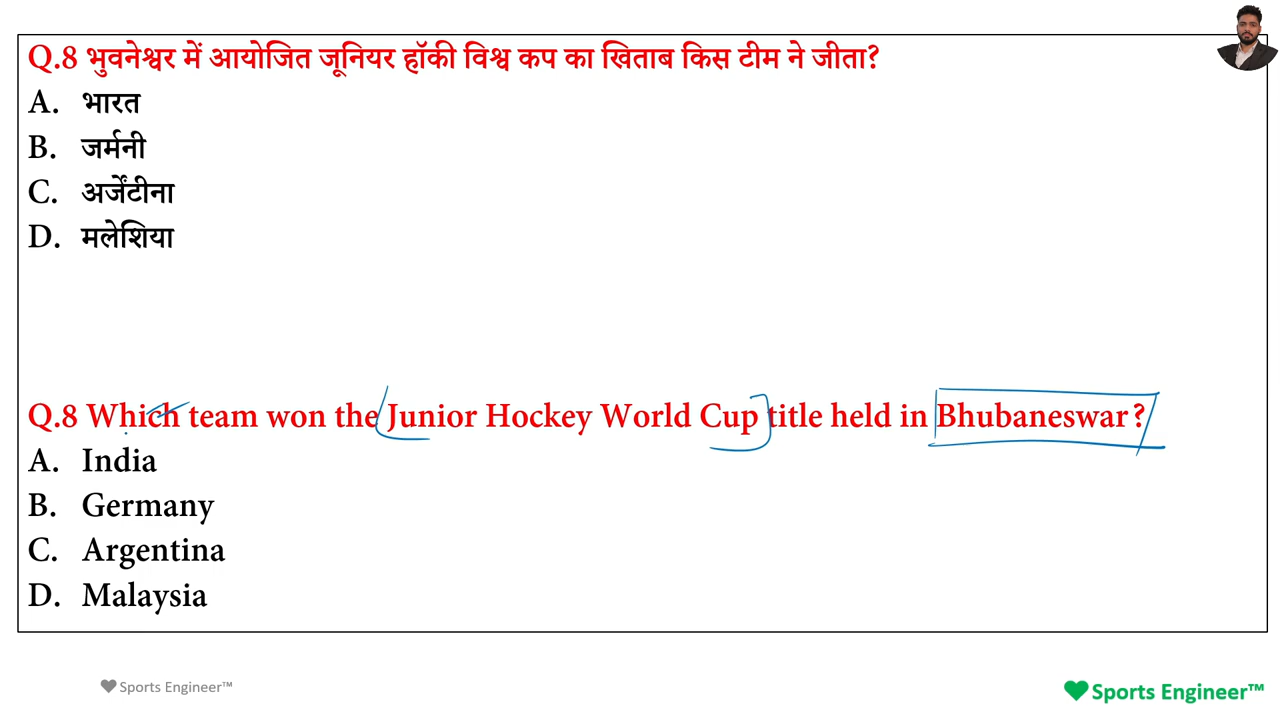 Q.8 भुवनेश्वर में आयोजित जूनियर हॉकी विश्व कप का खिताब किस टीम ने जीता?
A. भारत
B. जर्मनी
C. अर्जेंटीना
D. मलेशिया
Q.8 Which team won the Junior Hockey World Cup title held in Bhubaneswar?
A. India
B. Germany
C. Argentina
D. Malaysia
Sports Engineer™
Sports Engineer™